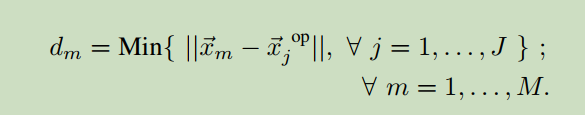 d_m = Min{ ||x⃗_m − x⃗_j^op||, ∀ j = 1, . . . , J } ;
∀ m = 1, . . . , M.